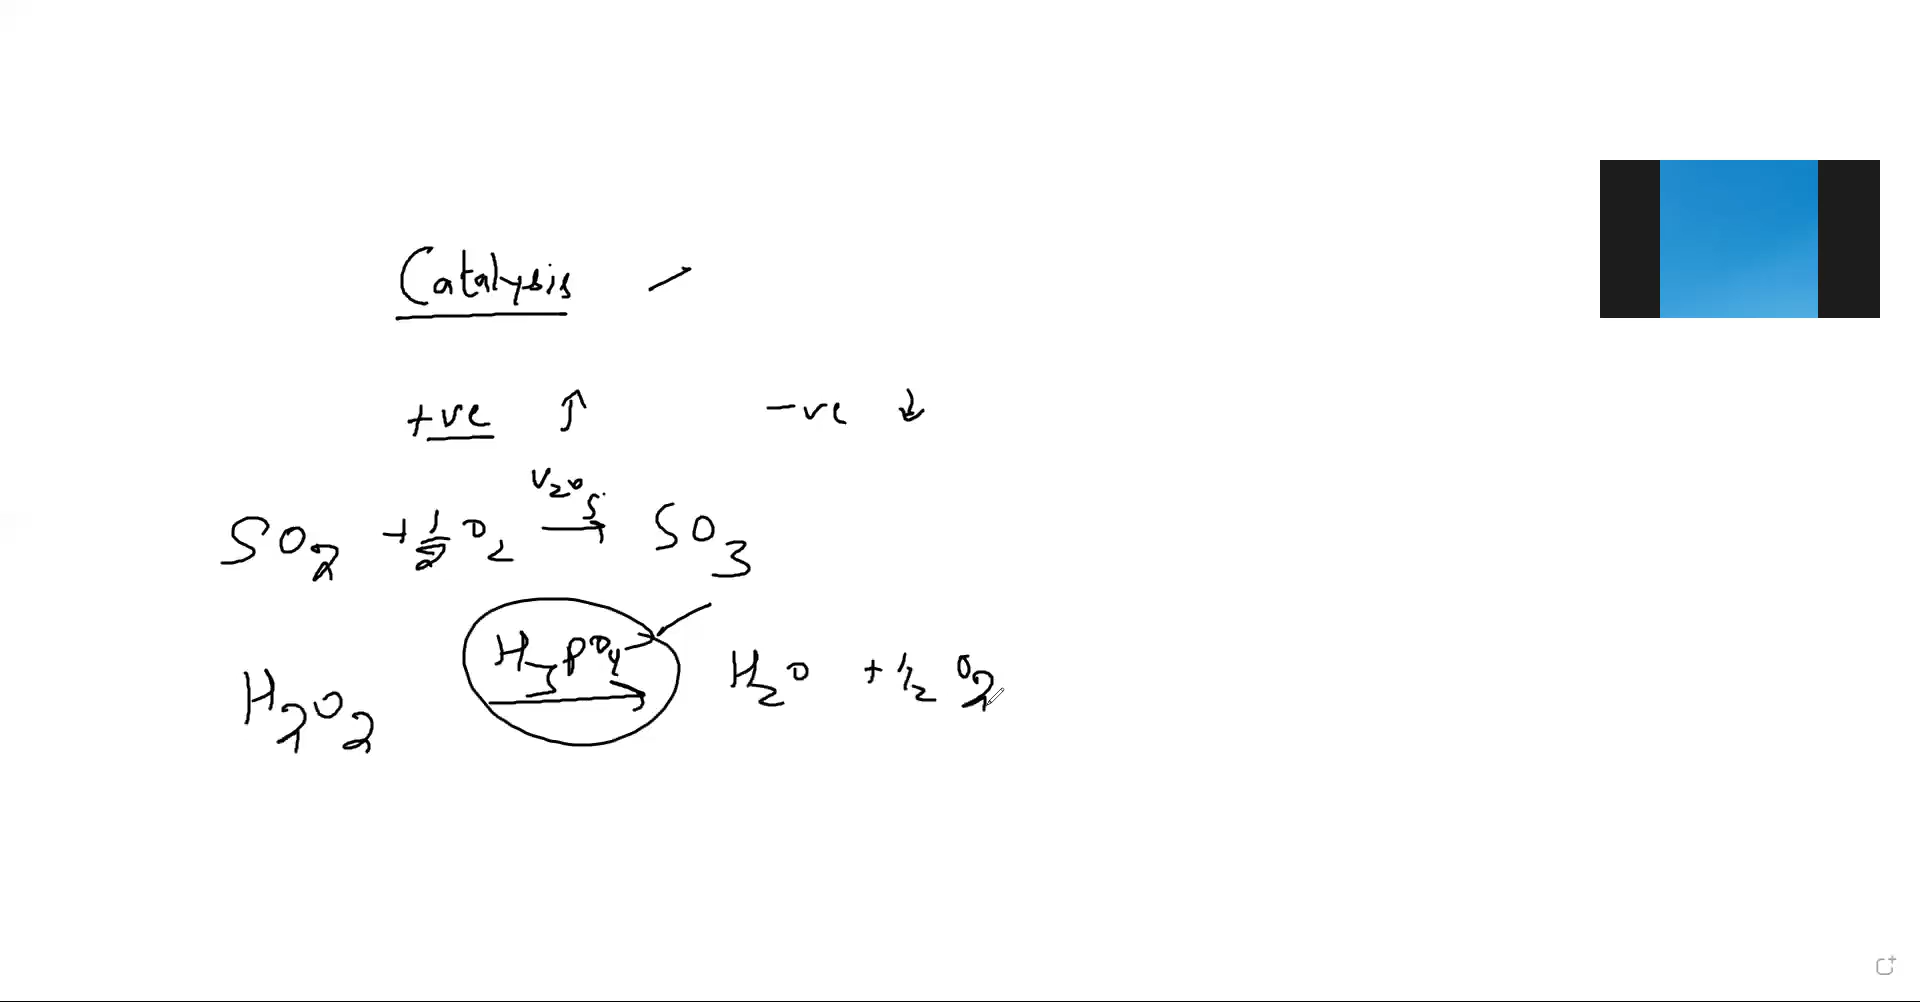 Catalysis
+ve ↑ -ve ↓
SO2 + 1/2 O2 V2O5 → SO3
H2O2 H3PO4 → H2O + 1/2 O2